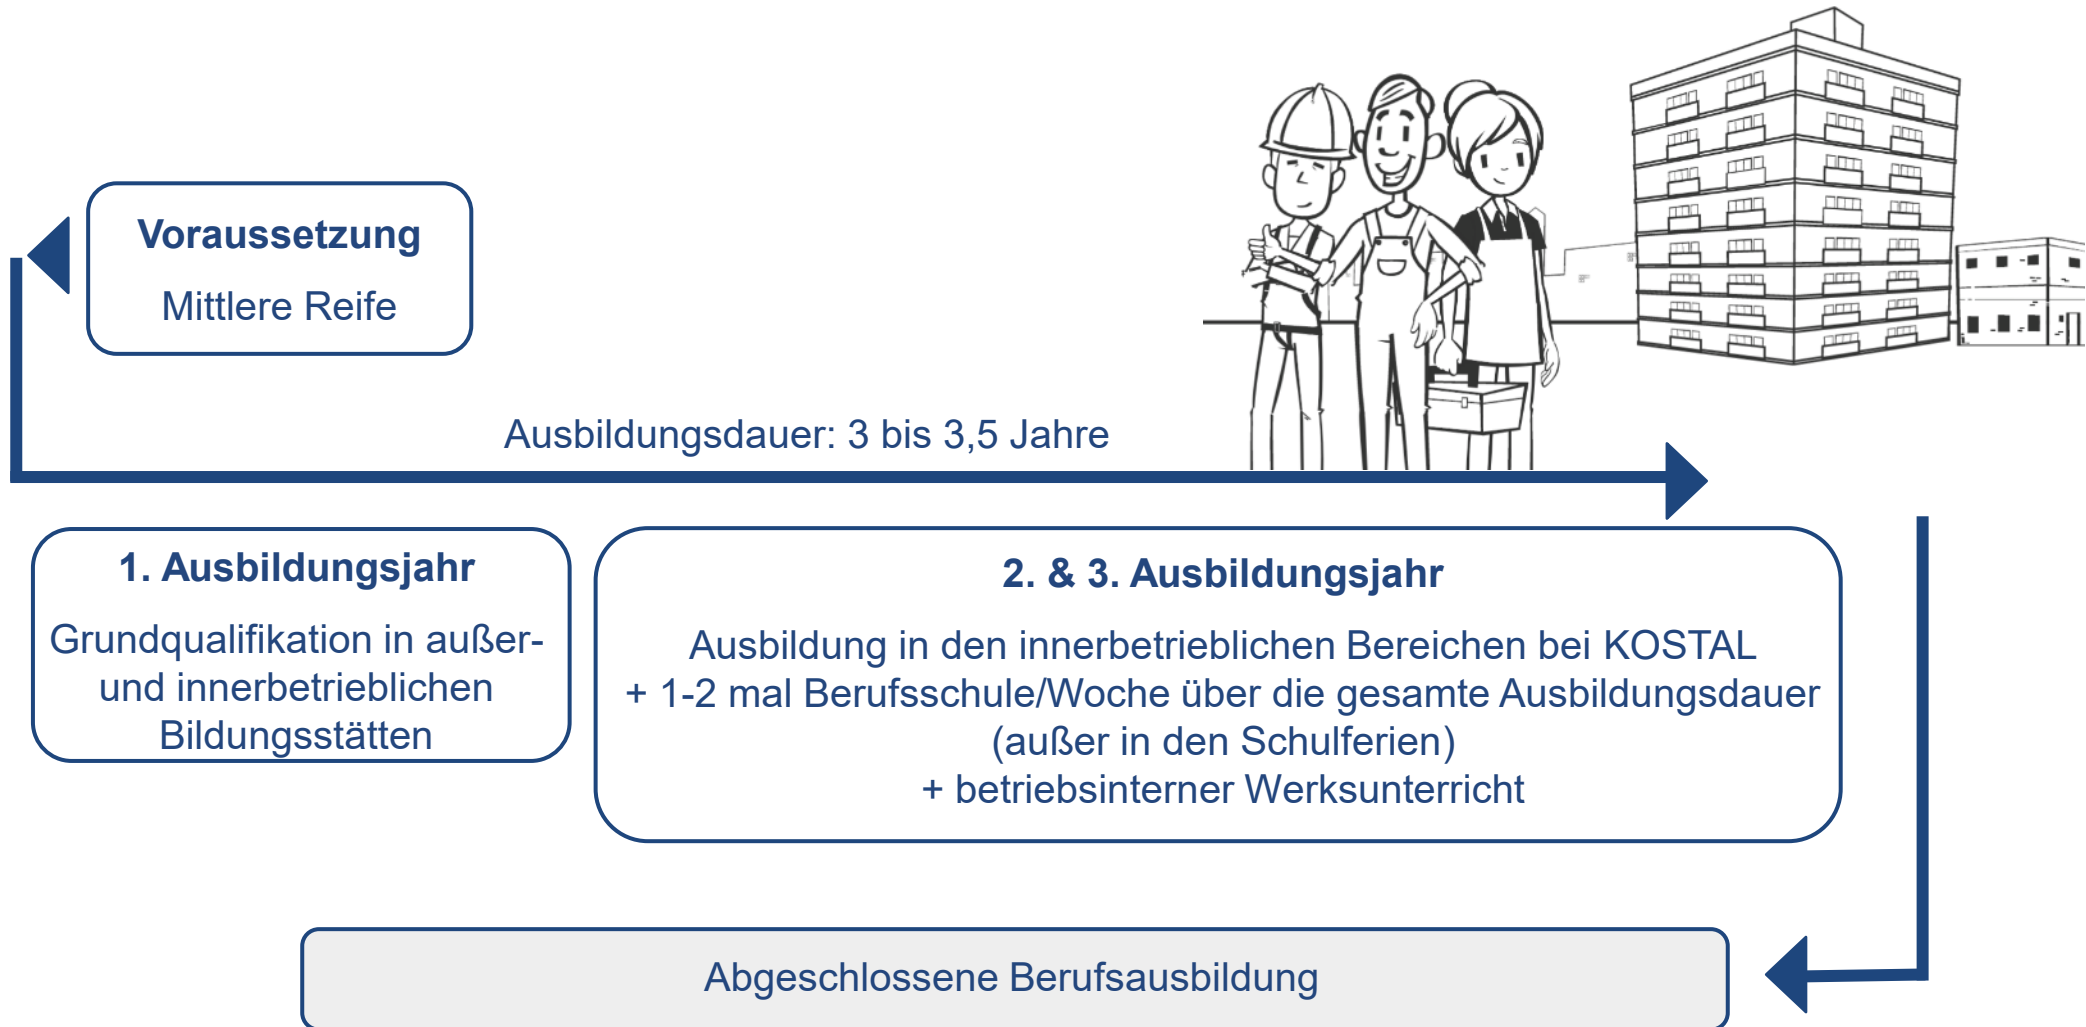 Voraussetzung
Mittlere Reife
Ausbildungsdauer: 3 bis 3,5 Jahre
1. Ausbildungsjahr
Grundqualifikation in außer-
und innerbetrieblichen
Bildungsstätten
2. & 3. Ausbildungsjahr
Ausbildung in den innerbetrieblichen Bereichen bei KOSTAL
+ 1-2 mal Berufsschule/Woche über die gesamte Ausbildungsdauer
(außer in den Schulferien)
+ betriebsinterner Werksunterricht
Abgeschlossene Berufsausbildung